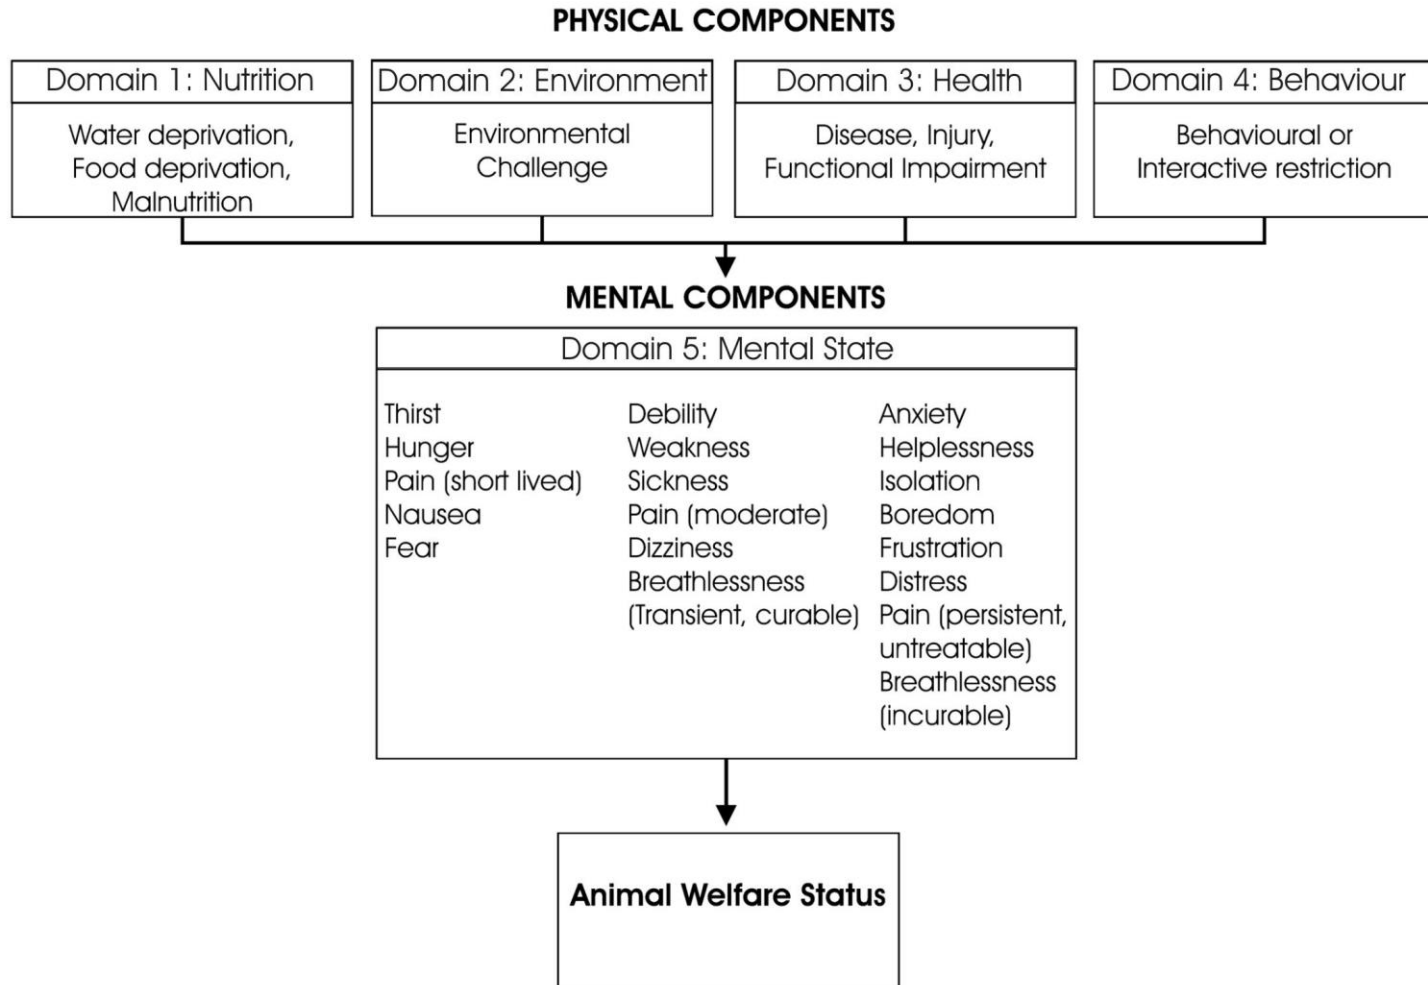 PHYSICAL COMPONENTS
Domain 1: Nutrition
Water deprivation,
Food deprivation,
Malnutrition
Domain 2: Environment
Environmental
Challenge
Domain 3: Health
Disease, Injury,
Functional Impairment
Domain 4: Behaviour
Behavioural or
Interactive restriction
MENTAL COMPONENTS
Domain 5: Mental State
Thirst
Hunger
Pain (short lived)
Nausea
Fear
Debility
Weakness
Sickness
Pain (moderate)
Dizziness
Breathlessness
(Transient, curable)
Anxiety
Helplessness
Isolation
Boredom
Frustration
Distress
Pain (persistent,
untreatable)
Breathlessness
(incurable)
Animal Welfare Status